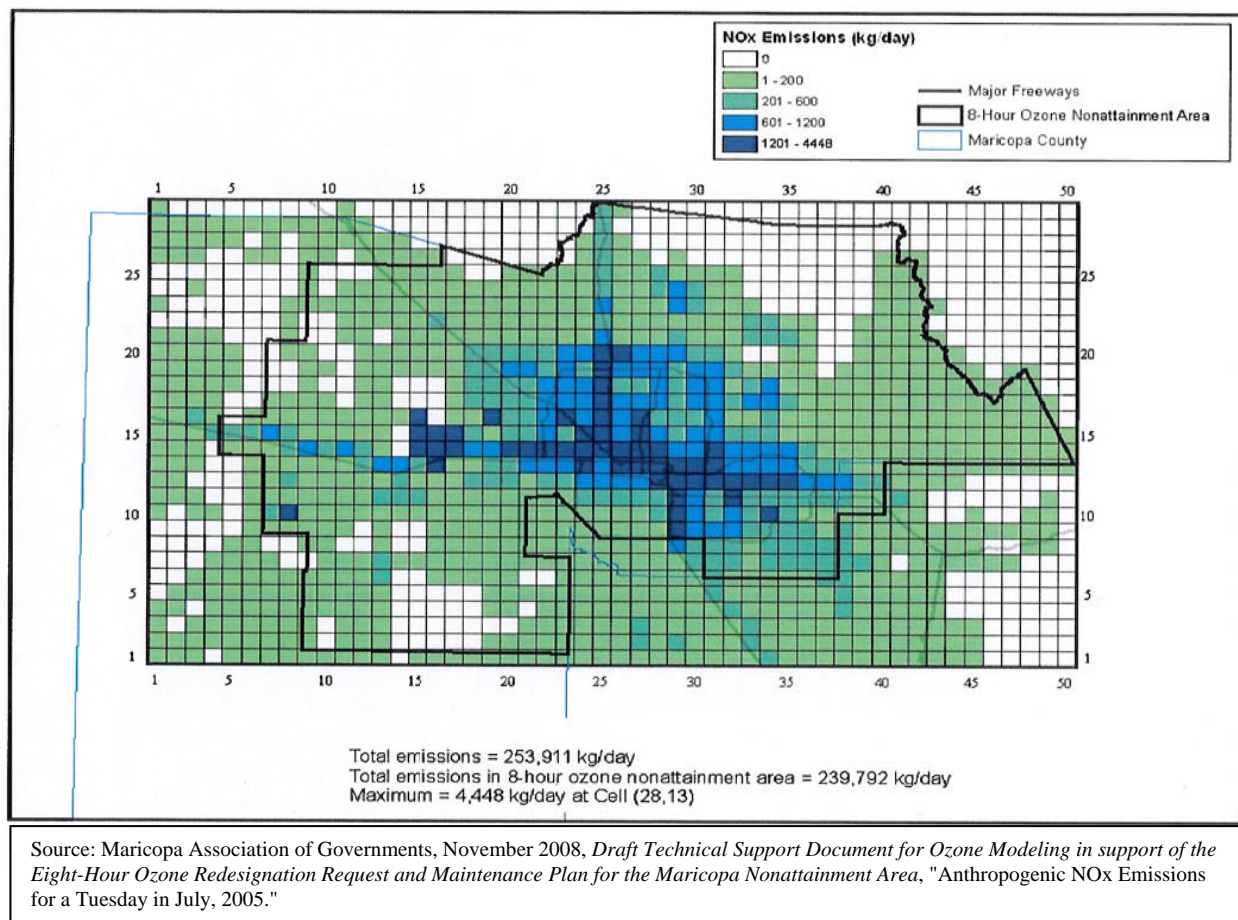 NOx Emissions (kg/day)
0
1 - 200
201 - 600
601 - 1200
1201 - 4448
Major Freeways
8-Hour Ozone Nonattainment Area
Maricopa County
1 5 10 15 20 25 30 35 40 45 50
25 25
20 20
15 15
10 10
5 5
1 1
1 5 10 15 20 25 30 35 40 45 50
Total emissions = 253,911 kg/day
Total emissions in 8-hour ozone nonattainment area = 239,792 kg/day
Maximum = 4,448 kg/day at Cell (28,13)
Source: Maricopa Association of Governments, November 2008, Draft Technical Support Document for Ozone Modeling in support of the
Eight-Hour Ozone Redesignation Request and Maintenance Plan for the Maricopa Nonattainment Area, "Anthropogenic NOx Emissions
for a Tuesday in July, 2005."